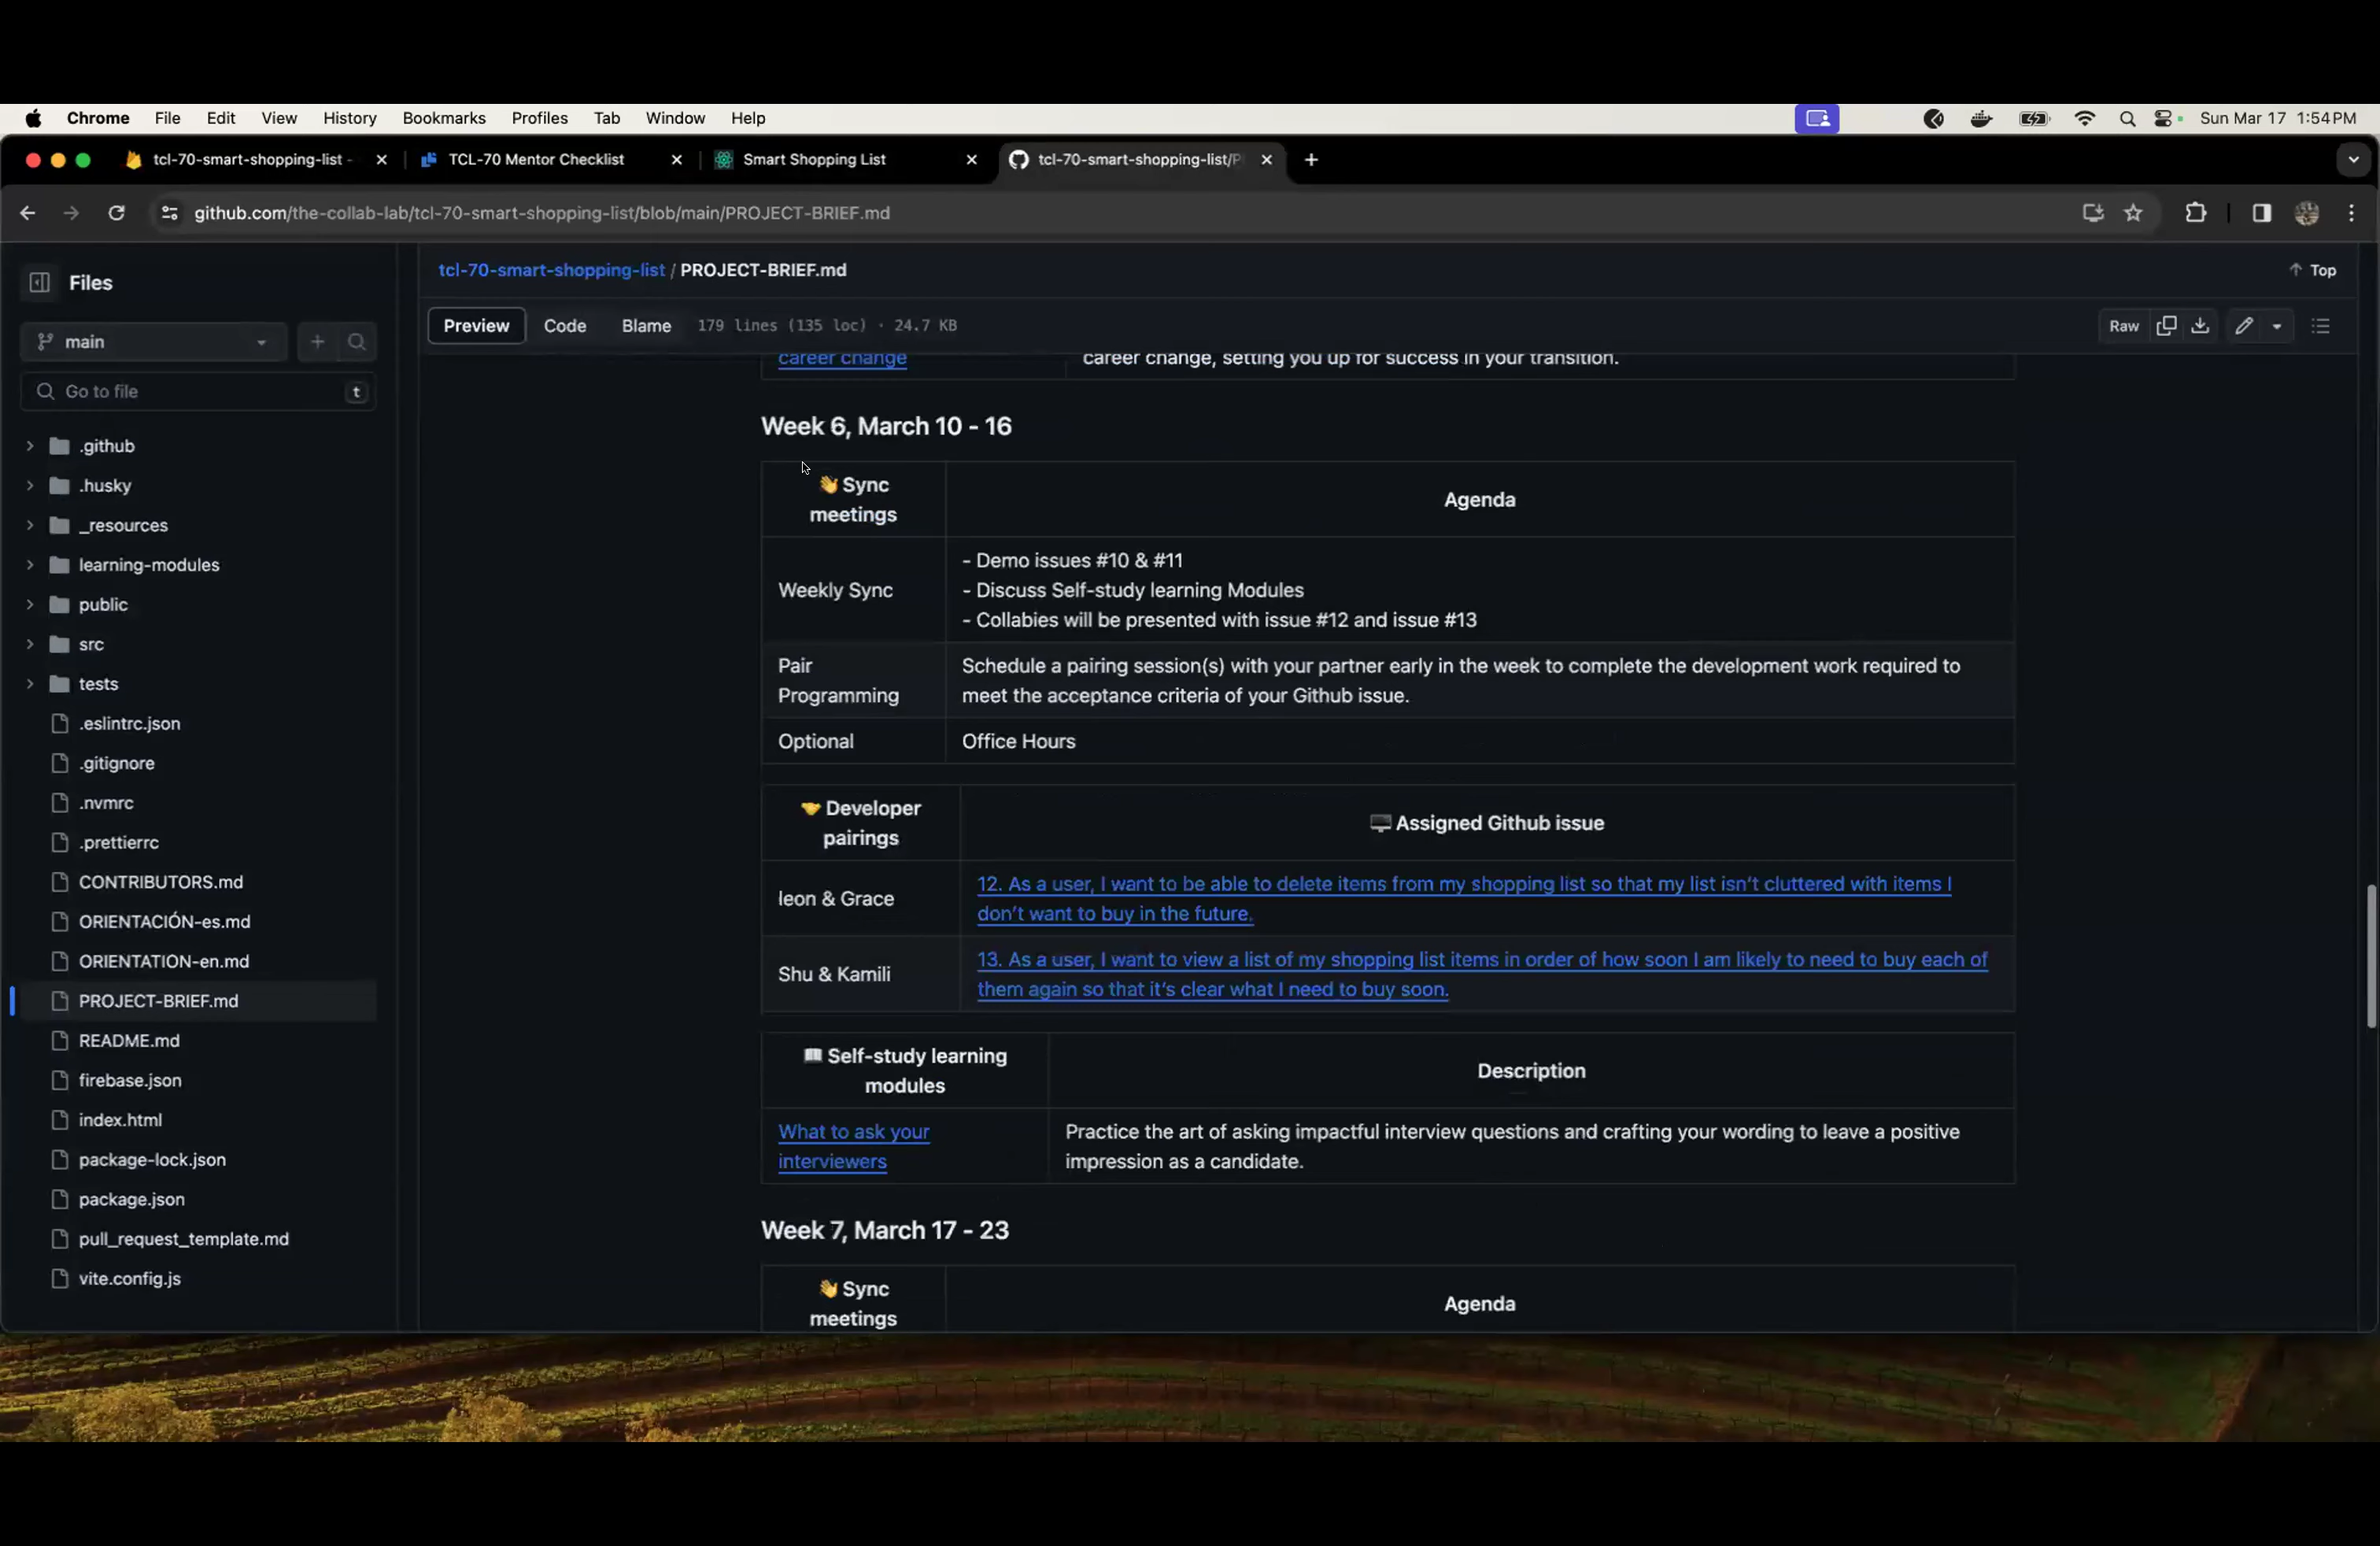 Chrome File Edit View History Bookmarks Profiles Tab Window Help Sun Mar 17 1:54PM
tcl-70-smart-shopping-list - TCL-70 Mentor Checklist Smart Shopping List tcl-70-smart-shopping-list/P
github.com/the-collab-lab/tcl-70-smart-shopping-list/blob/main/PROJECT-BRIEF.md
Files
main
Go to file t
.github
.husky
_resources
learning-modules
public
src
tests
.eslintrc.json
.gitignore
.nvmrc
.prettierrc
CONTRIBUTORS.md
ORIENTACIÓN-es.md
ORIENTATION-en.md
PROJECT-BRIEF.md
README.md
firebase.json
index.html
package-lock.json
package.json
pull_request_template.md
vite.config.js
tcl-70-smart-shopping-list / PROJECT-BRIEF.md Top
Preview Code Blame 179 lines (135 loc) · 24.7 KB Raw
career change career change, setting you up for success in your transition.
Week 6, March 10 - 16
👋 Sync
meetings
Agenda
Weekly Sync
- Demo issues #10 & #11
- Discuss Self-study learning Modules
- Collabies will be presented with issue #12 and issue #13
Pair
Programming
Schedule a pairing session(s) with your partner early in the week to complete the development work required to
meet the acceptance criteria of your Github issue.
Optional Office Hours
🤝 Developer
pairings
🖥️ Assigned Github issue
leon & Grace
12. As a user, I want to be able to delete items from my shopping list so that my list isn't cluttered with items I
don't want to buy in the future.
Shu & Kamili
13. As a user, I want to view a list of my shopping list items in order of how soon I am likely to need to buy each of
them again so that it's clear what I need to buy soon.
📖 Self-study learning
modules
Description
What to ask your
interviewers
Practice the art of asking impactful interview questions and crafting your wording to leave a positive
impression as a candidate.
Week 7, March 17 - 23
👋 Sync
meetings
Agenda